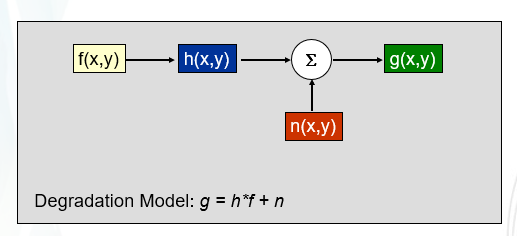 f(x,y) h(x,y) Σ g(x,y)
n(x,y)
Degradation Model: g = h*f + n